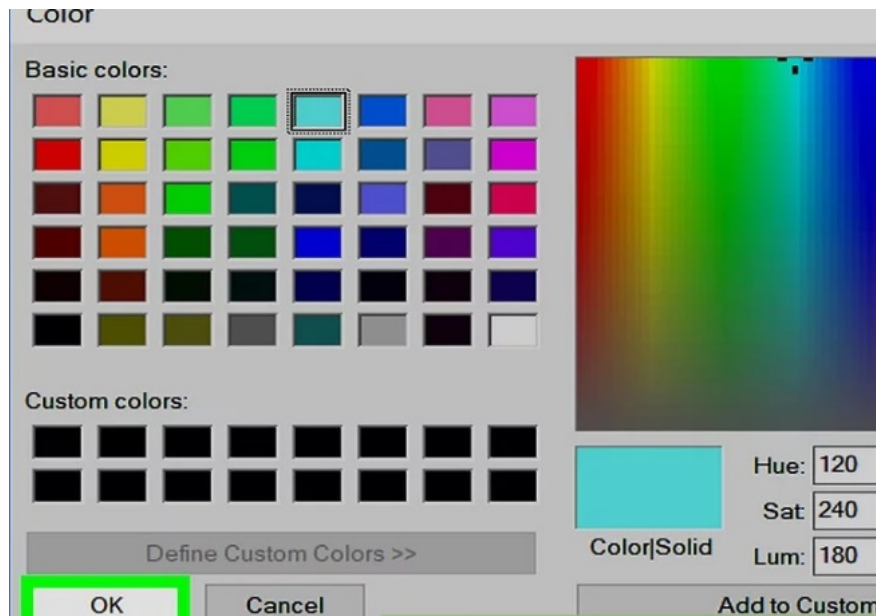 Color
Basic colors:
Custom colors:
Define Custom Colors >>
OK
Cancel
Color|Solid
Hue: 120
Sat: 240
Lum: 180
Add to Custom